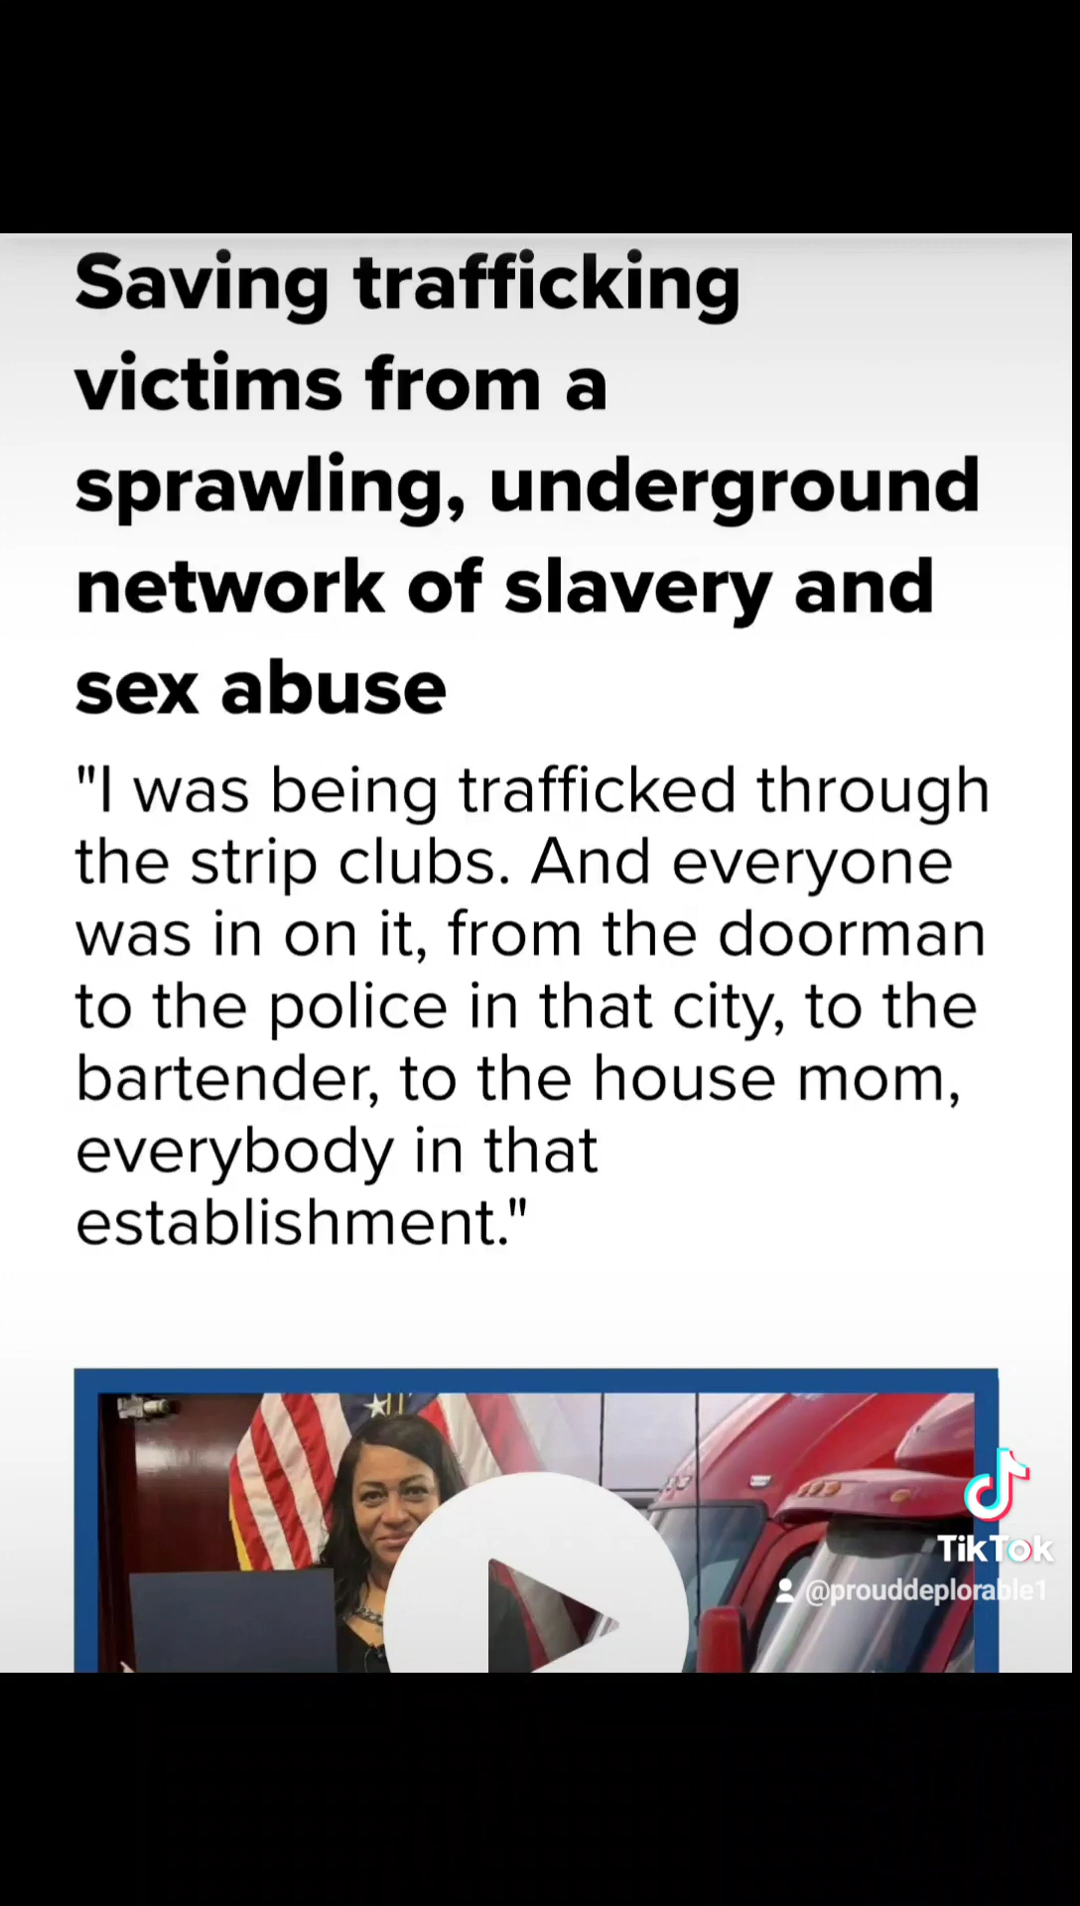 Saving trafficking
victims from a
sprawling, underground
network of slavery and
sex abuse
"I was being trafficked through
the strip clubs. And everyone
was in on it, from the doorman
to the police in that city, to the
bartender, to the house mom,
everybody in that
establishment."
TikTok
@prouddeplorable1